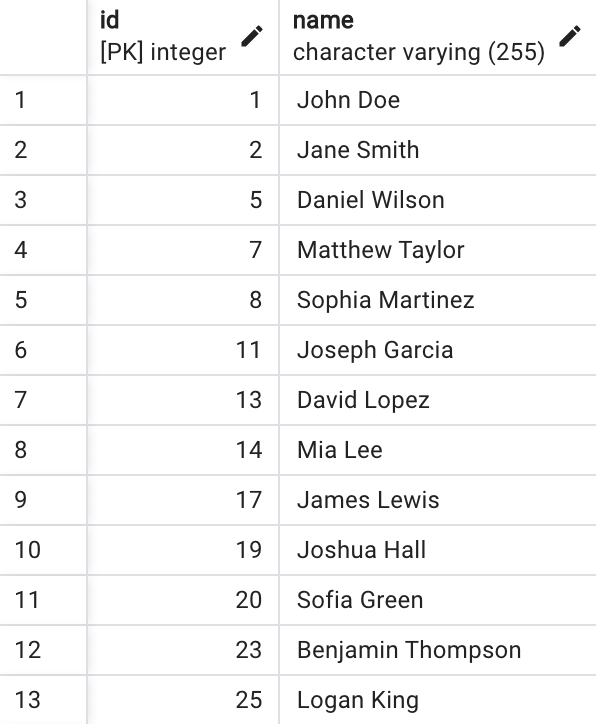 id name
[PK] integer character varying (255)
1 1 John Doe
2 2 Jane Smith
3 5 Daniel Wilson
4 7 Matthew Taylor
5 8 Sophia Martinez
6 11 Joseph Garcia
7 13 David Lopez
8 14 Mia Lee
9 17 James Lewis
10 19 Joshua Hall
11 20 Sofia Green
12 23 Benjamin Thompson
13 25 Logan King